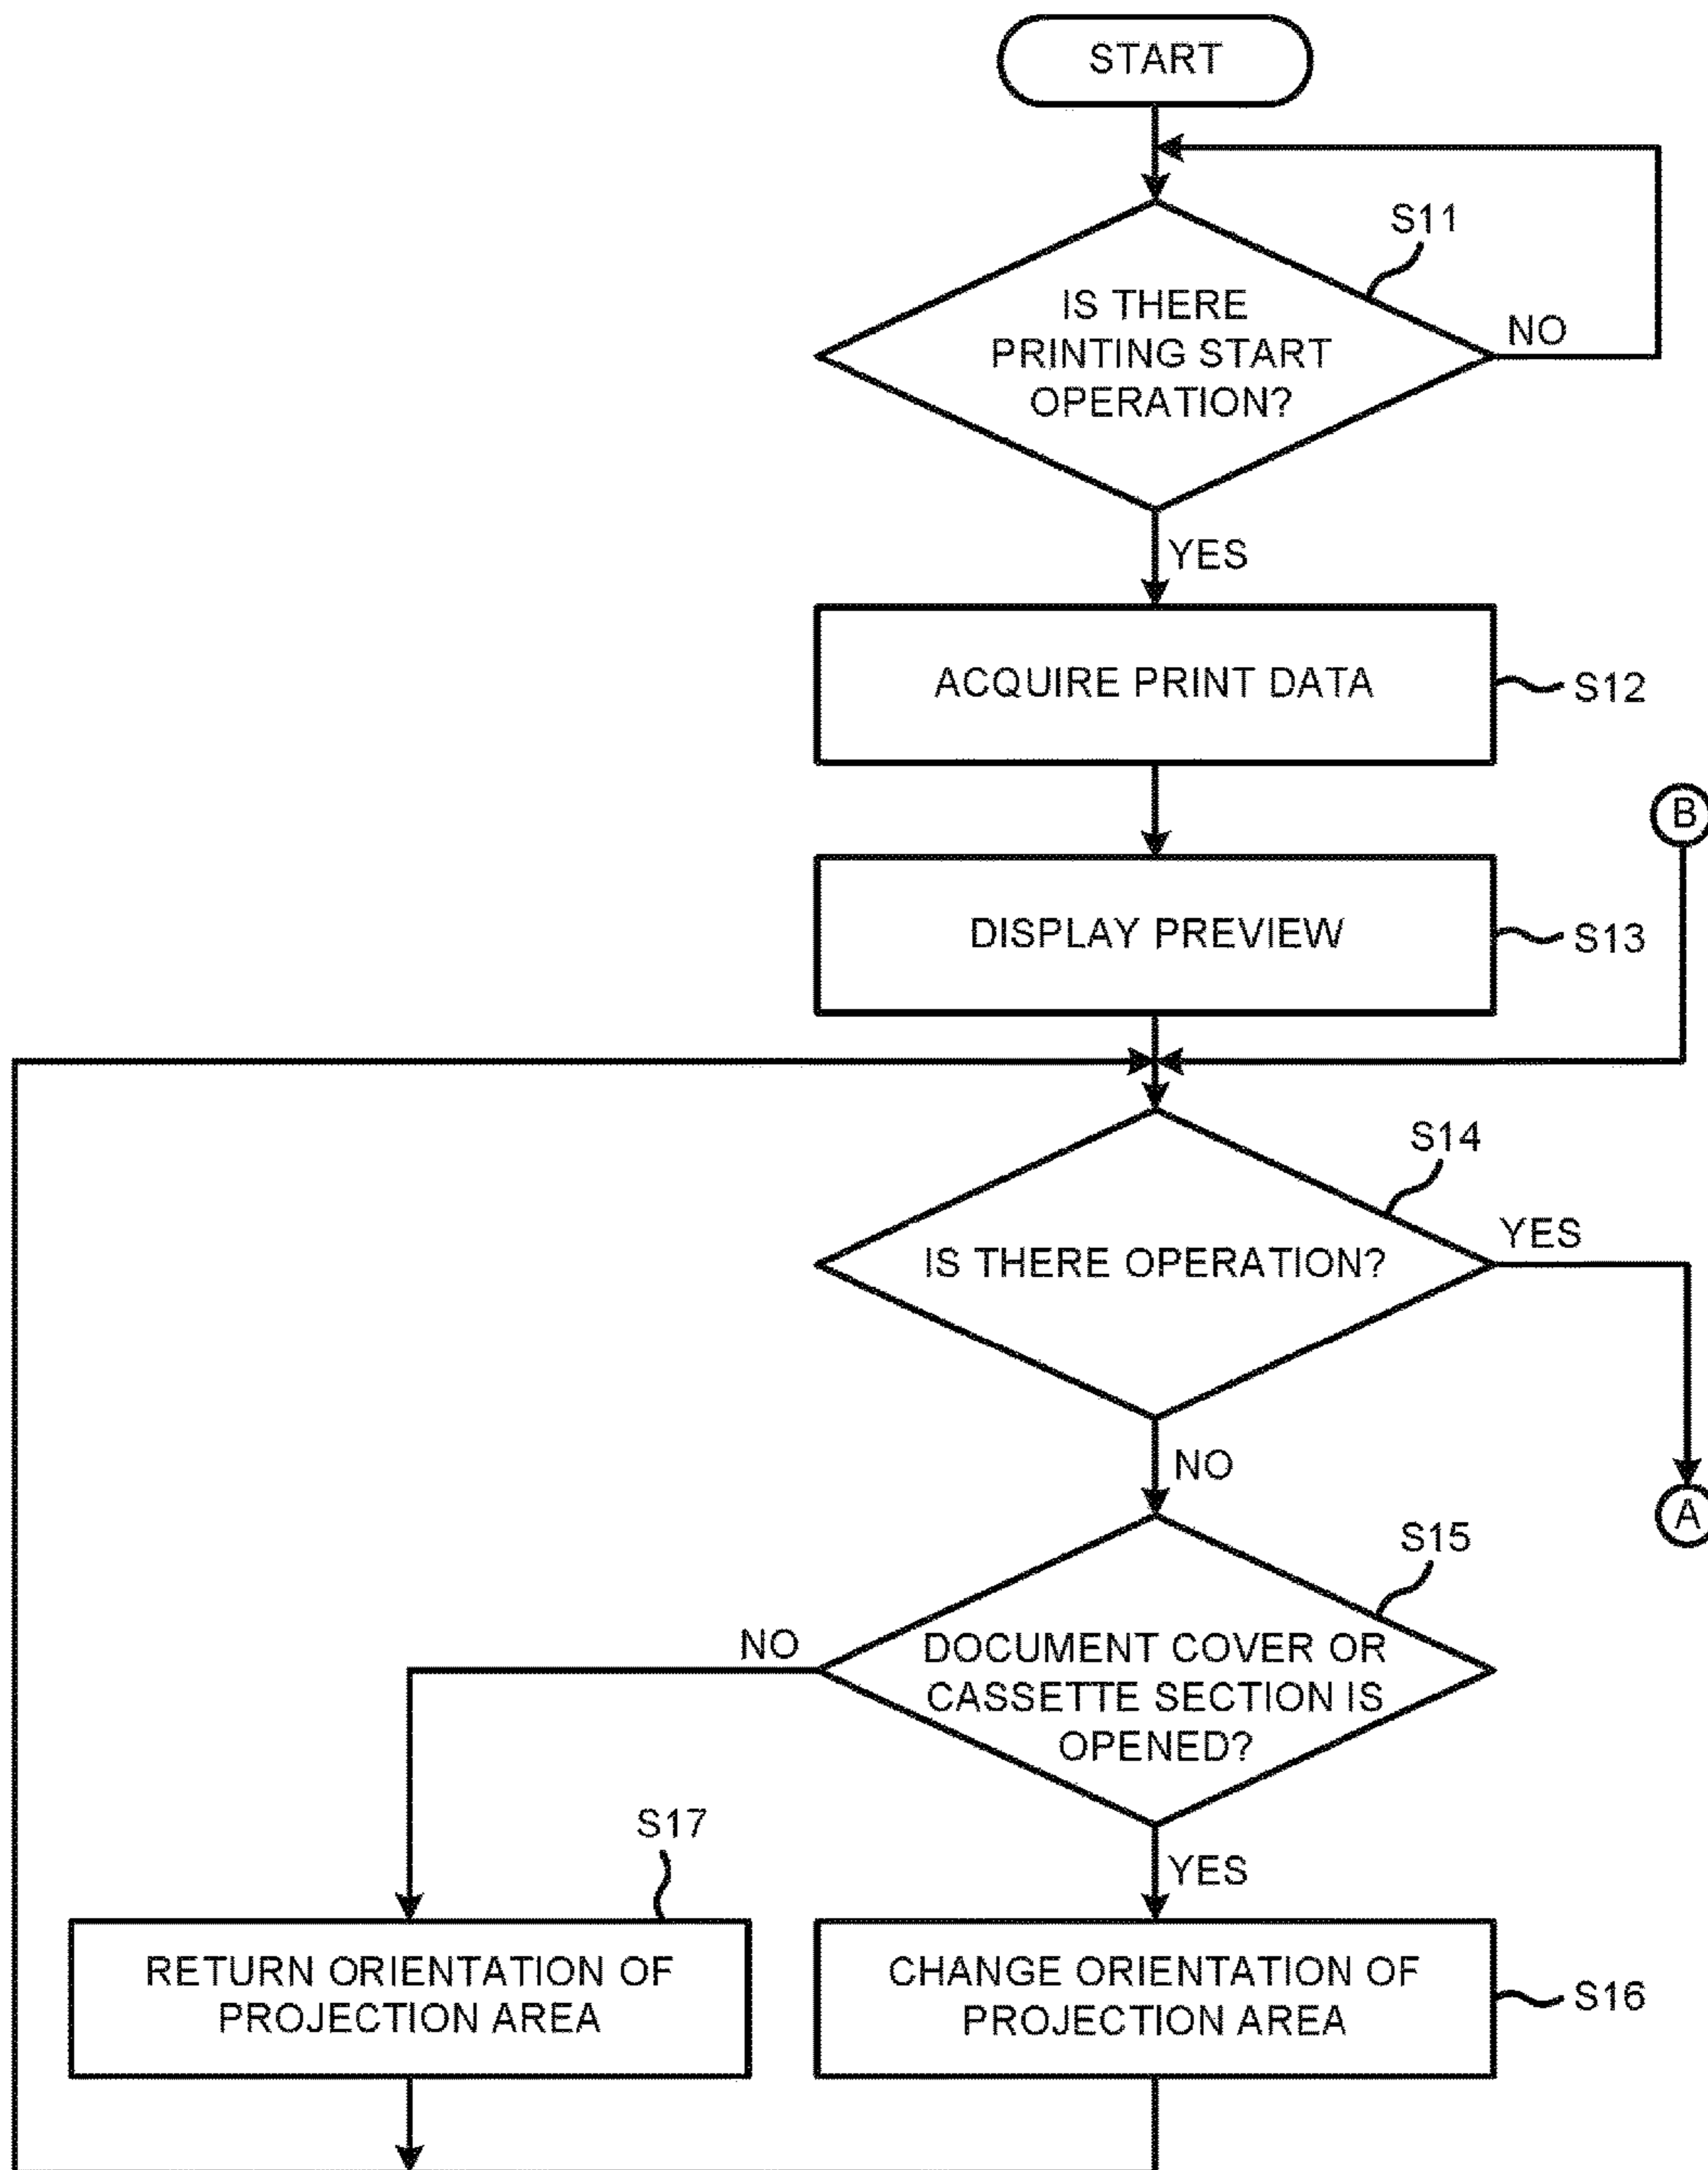 START
S11
IS THERE
PRINTING START
OPERATION?
NO
YES
ACQUIRE PRINT DATA
S12
B
DISPLAY PREVIEW
S13
S14
IS THERE OPERATION?
YES
NO
A
S15
DOCUMENT COVER OR
CASSETTE SECTION IS
OPENED?
NO
YES
S17
RETURN ORIENTATION OF
PROJECTION AREA
CHANGE ORIENTATION OF
PROJECTION AREA
S16